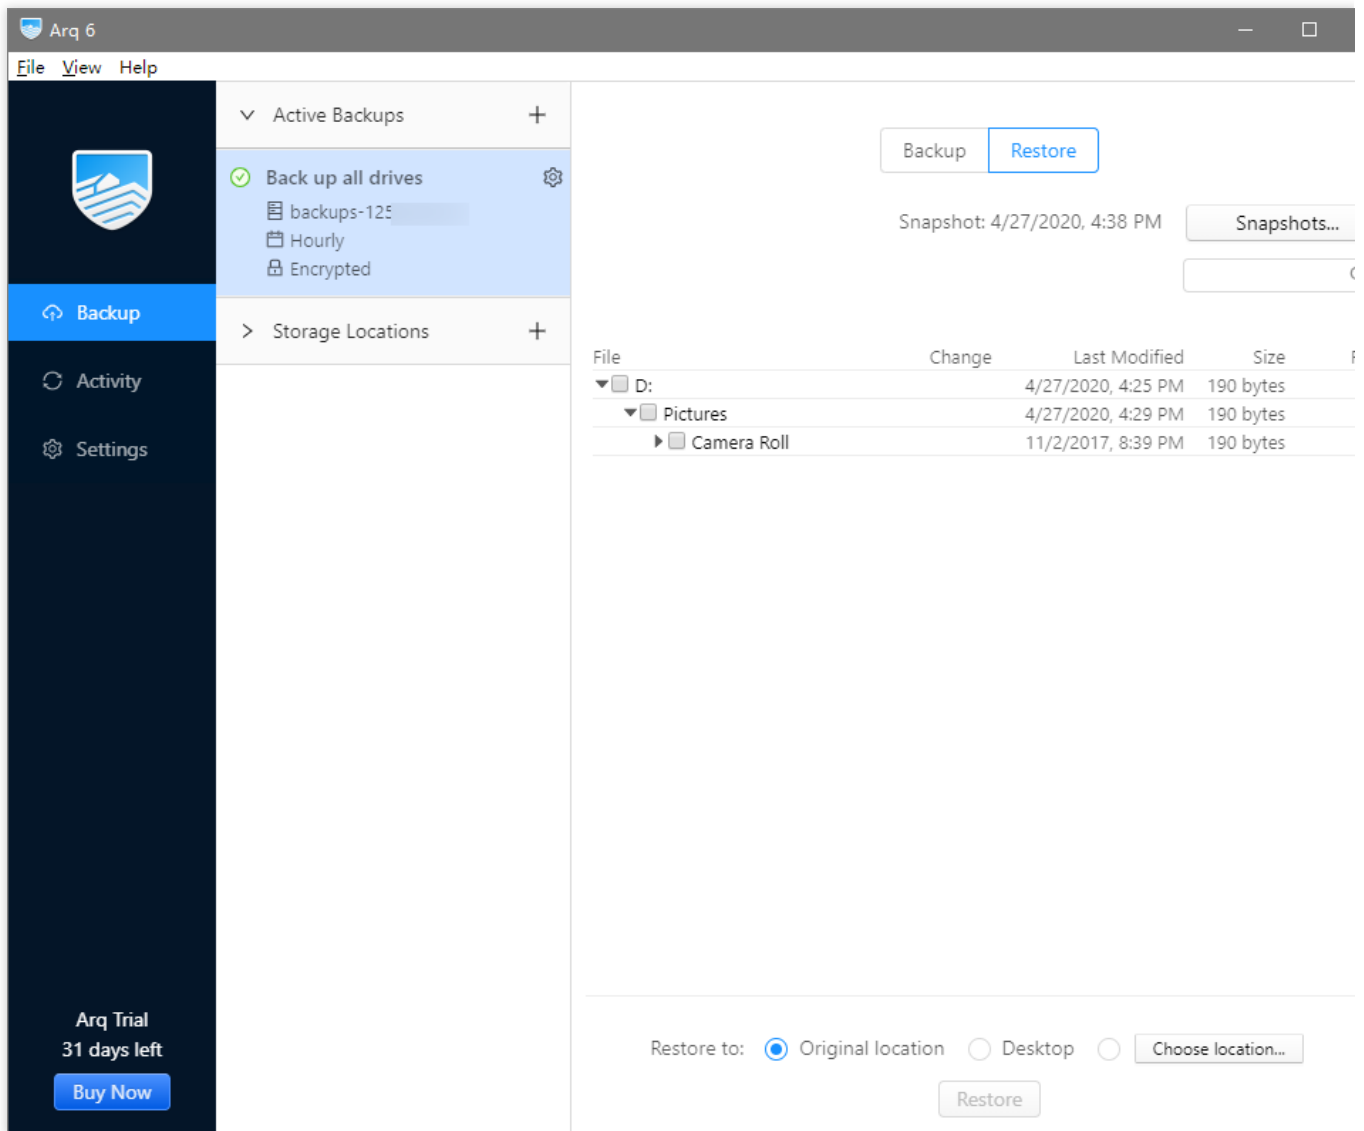 Arq 6
File View Help
Active Backups
Back up all drives
backups-125
Hourly
Encrypted
Storage Locations
Backup
Activity
Settings
Arq Trial
31 days left
Buy Now
Backup Restore
Snapshot: 4/27/2020, 4:38 PM Snapshots...
File Change Last Modified Size
D: 4/27/2020, 4:25 PM 190 bytes
Pictures 4/27/2020, 4:29 PM 190 bytes
Camera Roll 11/2/2017, 8:39 PM 190 bytes
Restore to: Original location Desktop Choose location...
Restore